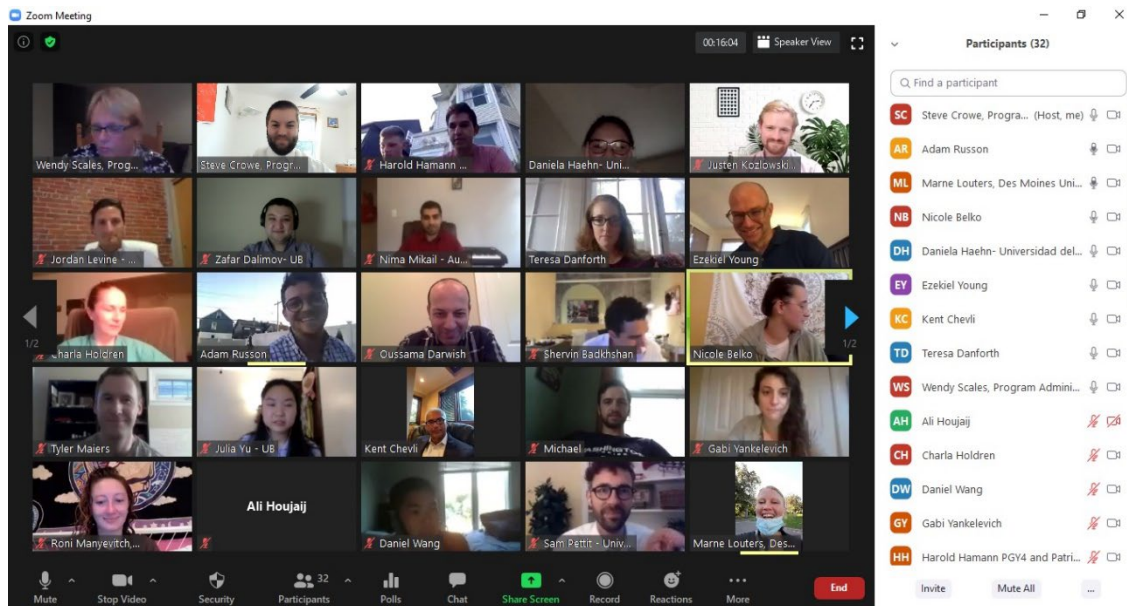 Zoom Meeting
00:16:04 Speaker View
Wendy Scales, Prog...
Steve Crowe, Progr...
Harold Hamann ...
Daniela Haehn- Uni...
Justen Kozlowski...
Jordan Levine - ...
Zafar Dalimov- UB
Nima Mikail - Au...
Teresa Danforth
Ezekiel Young
1/2
Charla Holdren
Adam Russon
Oussama Darwish
Shervin Badkhshan
Nicole Belko
1/2
Tyler Maiers
Julia Yu - UB
Kent Chevli
Michael
Gabi Yankelevich
Roni Manyevitch,...
Ali Houjaij
Daniel Wang
Sam Pettit - Univ...
Marne Louters, Des...
Mute
Stop Video
Security
32
Participants
Polls
Chat
Share Screen
Record
Reactions
More
End
Participants (32)
Find a participant
SC Steve Crowe, Progra... (Host, me)
AR Adam Russon
ML Marne Louters, Des Moines Uni...
NB Nicole Belko
DH Daniela Haehn- Universidad del...
EY Ezekiel Young
KC Kent Chevli
TD Teresa Danforth
WS Wendy Scales, Program Admini...
AH Ali Houjaij
CH Charla Holdren
DW Daniel Wang
GY Gabi Yankelevich
HH Harold Hamann PGY4 and Patri...
Invite Mute All ...